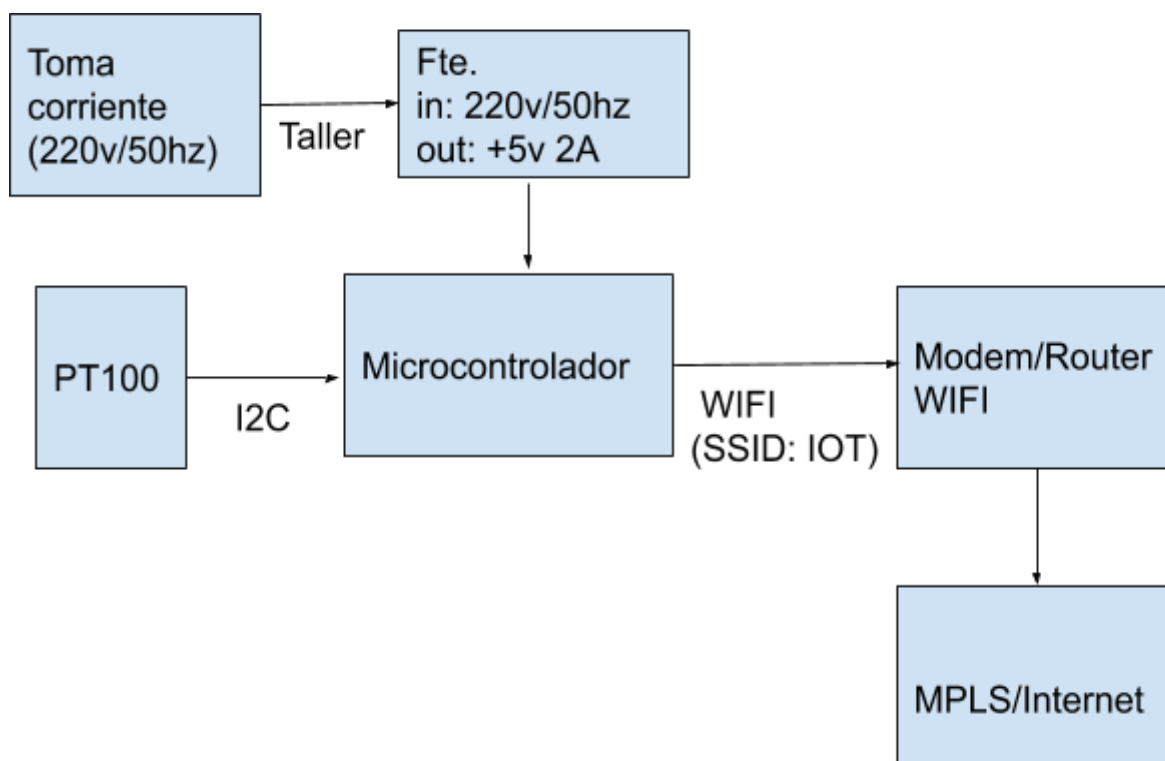 Toma
corriente
(220v/50hz)
Taller
Fte.
in: 220v/50hz
out: +5v 2A
PT100
I2C
Microcontrolador
WIFI
(SSID: IOT)
Modem/Router
WIFI
MPLS/Internet